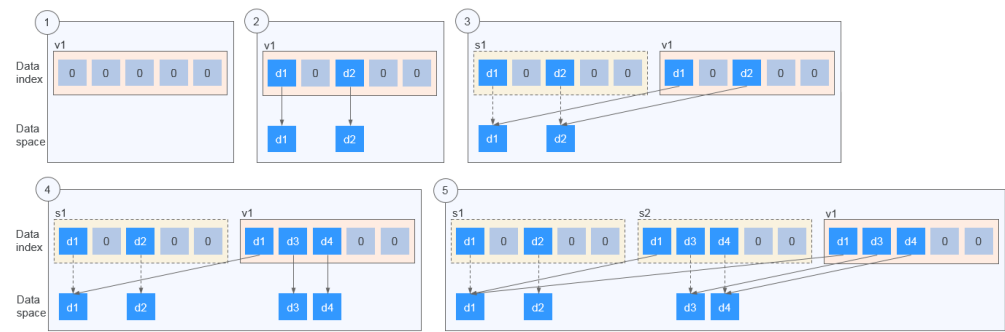 1
v1
Data index
0 0 0 0 0
Data space
2
v1
d1 0 d2 0 0
d1 d2
3
s1 v1
d1 0 d2 0 0 d1 0 d2 0 0
d1 d2
4
s1 v1
Data index
d1 0 d2 0 0 d1 d3 d4 0 0
Data space
d1 d2 d3 d4
5
s1 s2 v1
d1 0 d2 0 0 d1 d3 d4 0 0 d1 d3 d4 0 0
d1 d2 d3 d4